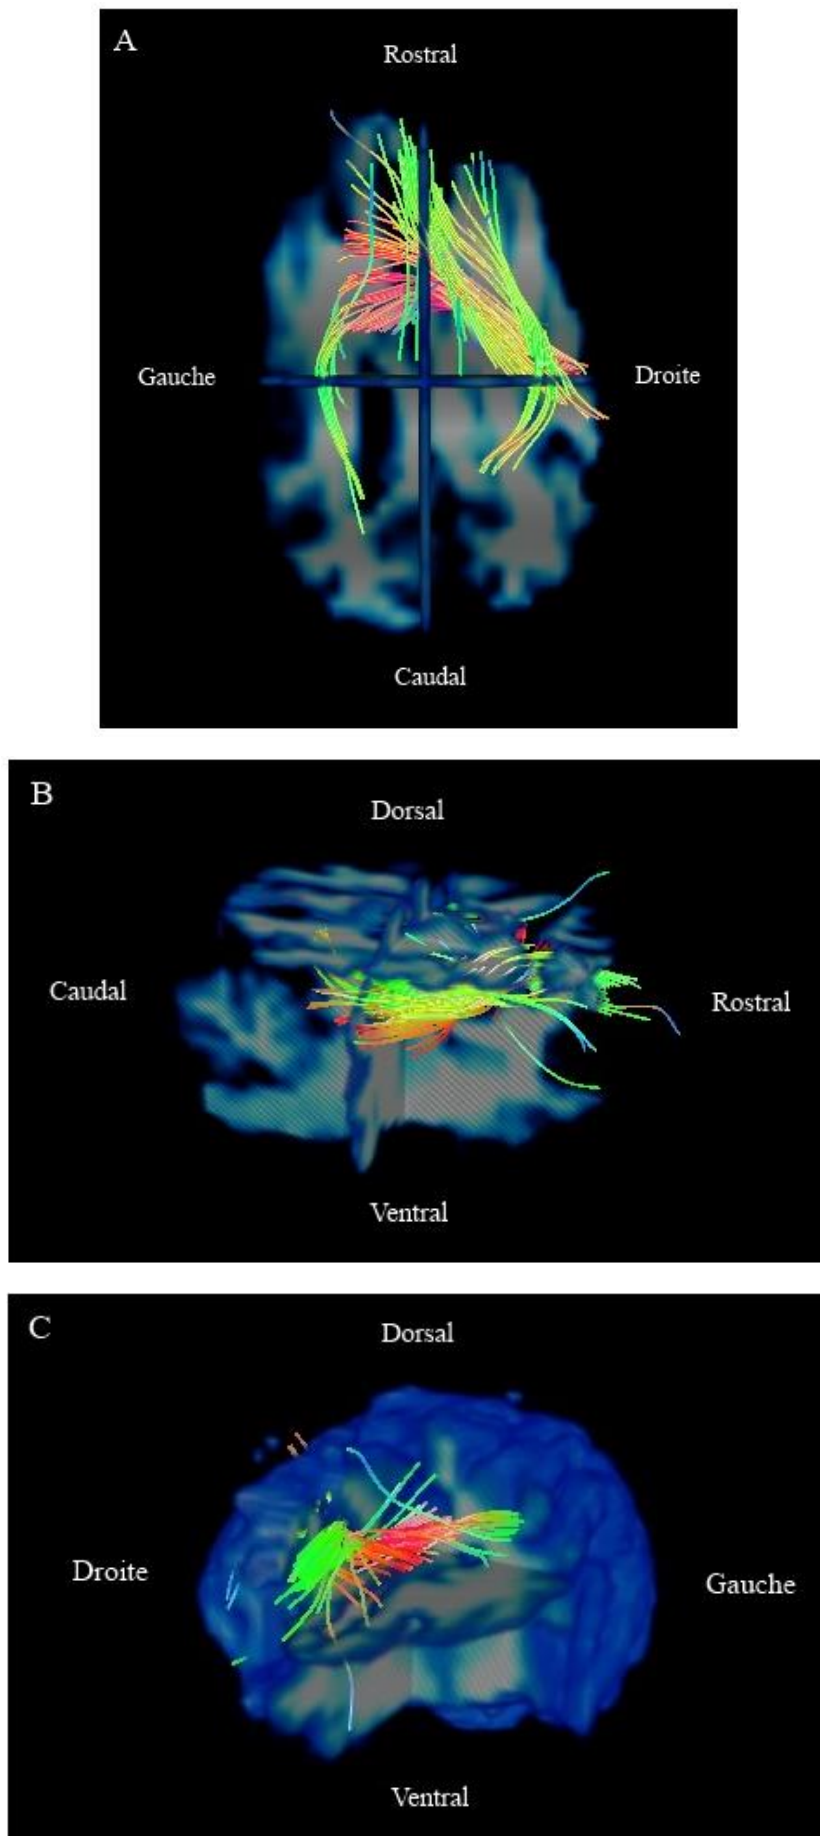 A
Rostral
Gauche
Droite
Caudal
B
Dorsal
Caudal
Rostral
Ventral
C
Dorsal
Droite
Gauche
Ventral